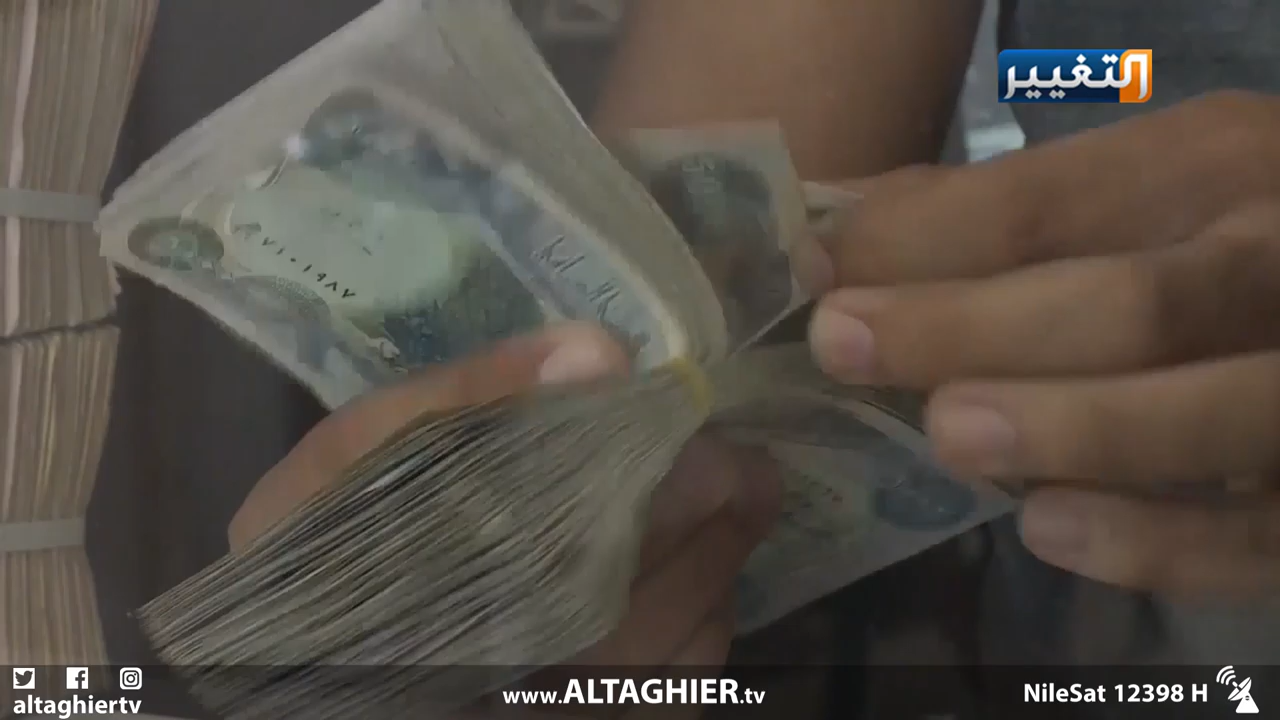 التغيير
altaghiertv
www.ALTAGHIER.tv
NileSat 12398 H